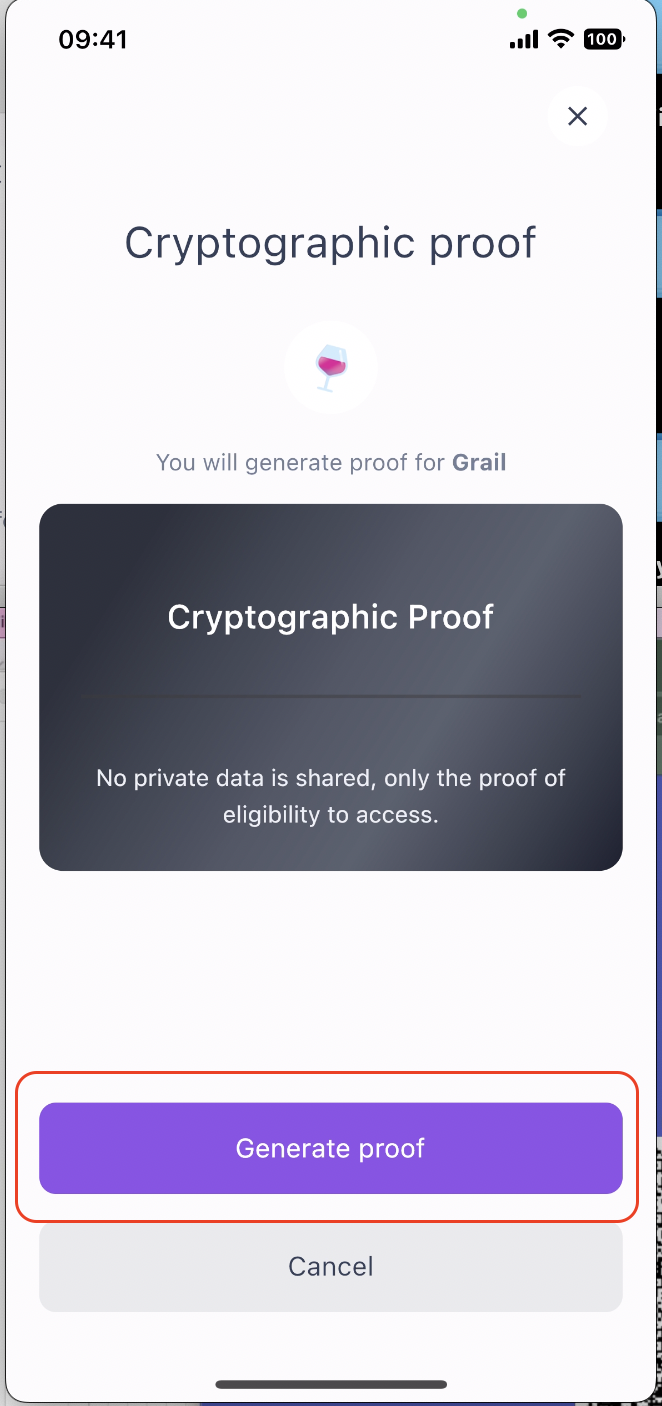 09:41
100
Cryptographic proof
You will generate proof for Grail
Cryptographic Proof
No private data is shared, only the proof of
eligibility to access.
Generate proof
Cancel